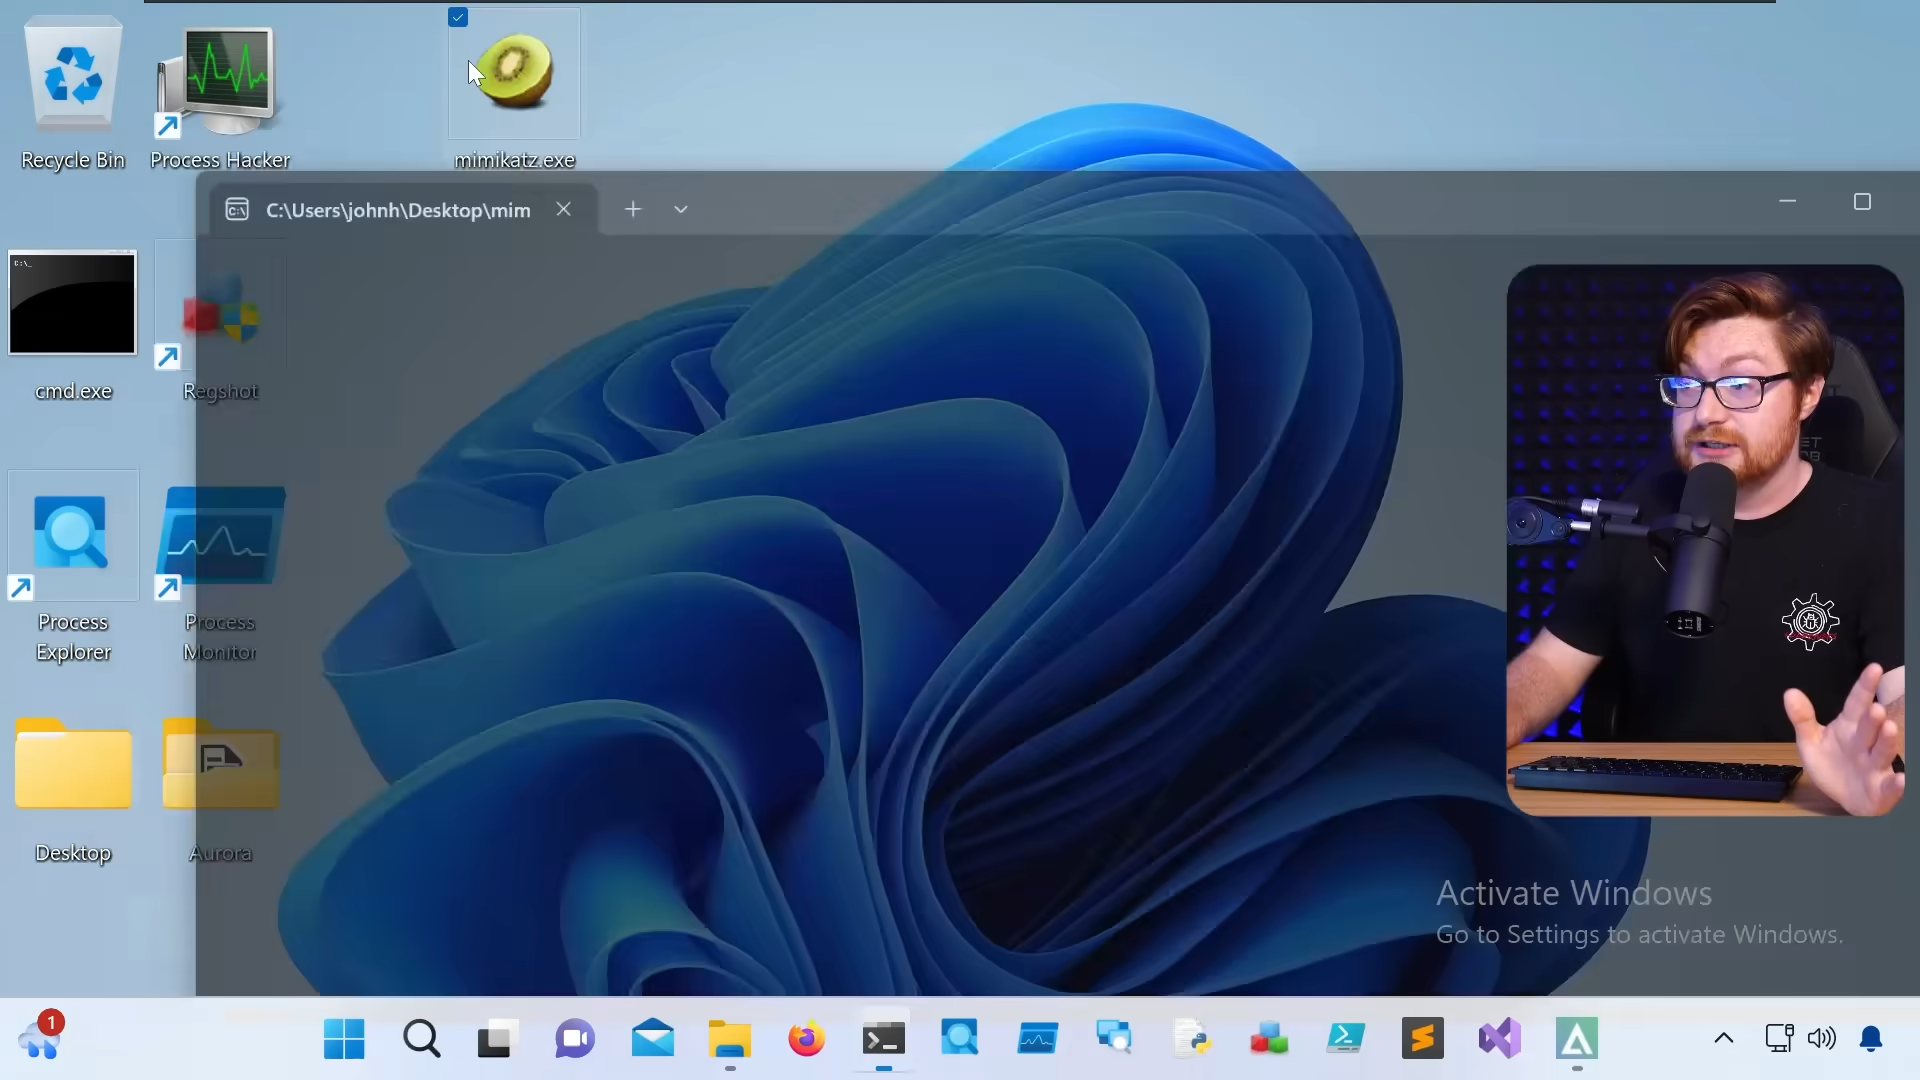 Recycle Bin
Process Hacker
mimikatz.exe
C:\Users\johnh\Desktop\mim
C:\_
cmd.exe
Regshot
Process
Explorer
Process
Monitor
Desktop
Aurora
Activate Windows
Go to Settings to activate Windows.
1